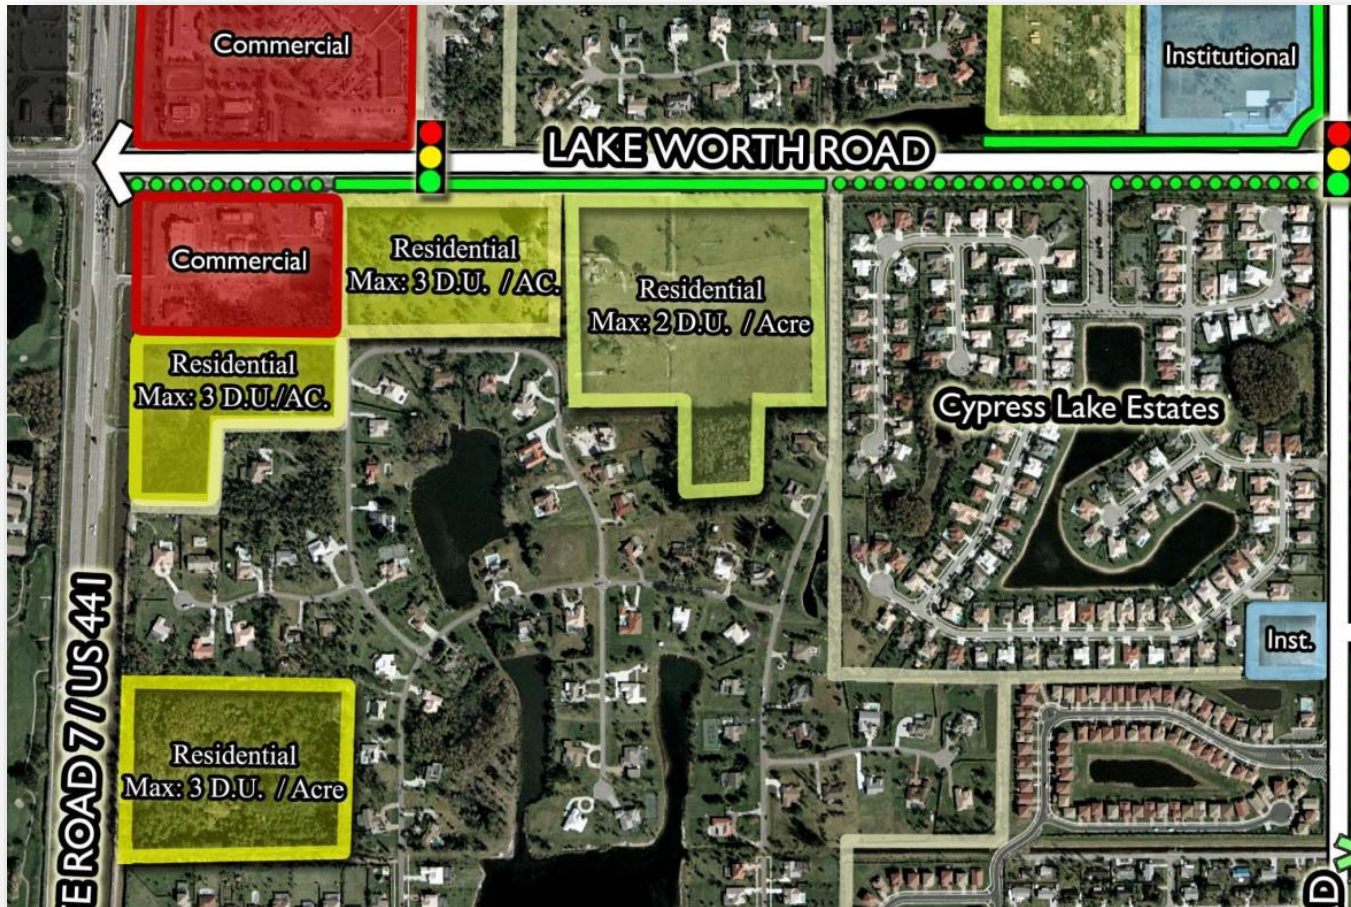 Commercial
Institutional
LAKE WORTH ROAD
Commercial
Residential
Max: 3 D.U. / AC.
Residential
Max: 2 D.U. / Acre
Residential
Max: 3 D.U./AC.
Cypress Lake Estates
Inst.
Residential
Max: 3 D.U. / Acre
TE ROAD 7 / US 441
D